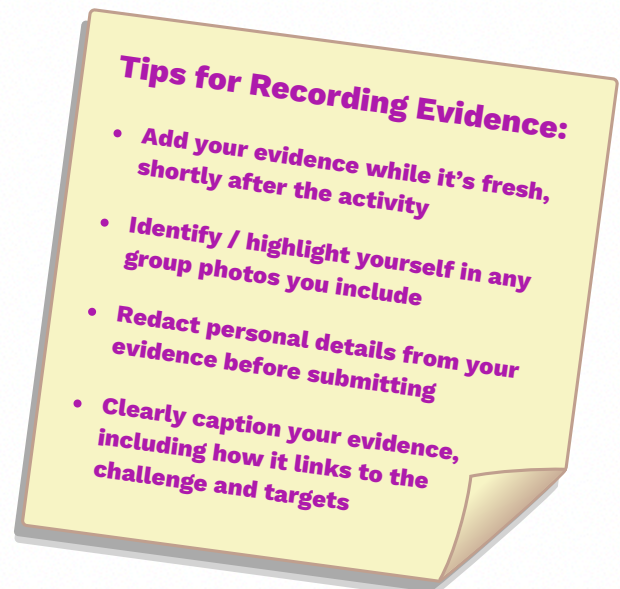 Tips for Recording Evidence:
• Add your evidence while it’s fresh,
shortly after the activity
• Identify / highlight yourself in any
group photos you include
• Redact personal details from your
evidence before submitting
• Clearly caption your evidence,
including how it links to the
challenge and targets